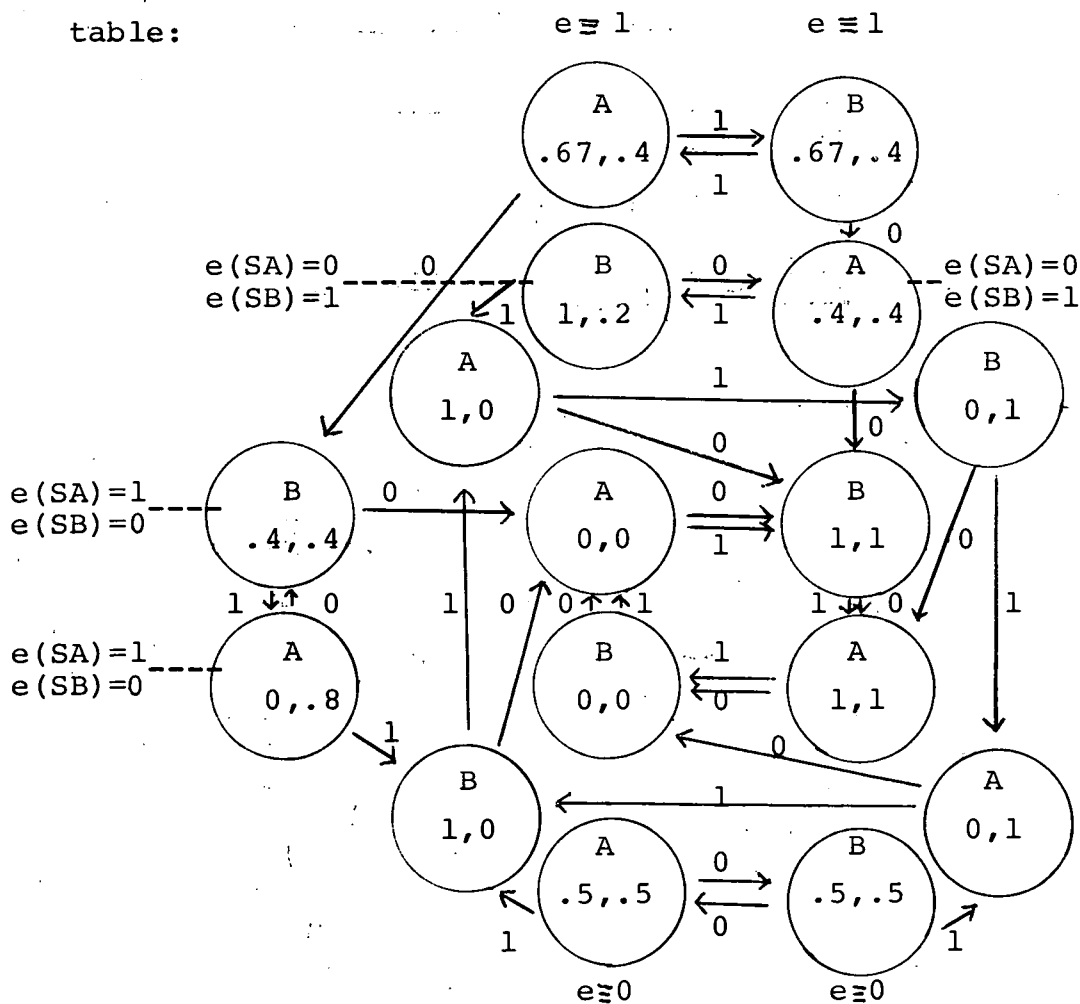 table:
e≡1 e≡1
A B
1
.67,.4 .67,.4
1
0
e(SA)=0 0 B 0 A e(SA)=0
e(SB)=1 e(SB)=1
1 1,.2 1 .4,.4
A B
1
1,0 0,1
0 0
e(SA)=1 B 0 A 0 B
e(SB)=0
.4,.4 0,0 1 1,1 0
1 0 1 0 0 1 1 0 1
e(SA)=1 A B 1 A
e(SB)=0
0,.8 0,0 0 1,1
1 0
B 1 A
1,0 0,1
A 0 B
.5,.5 .5,.5
1 0 1
e≡0 e≡0